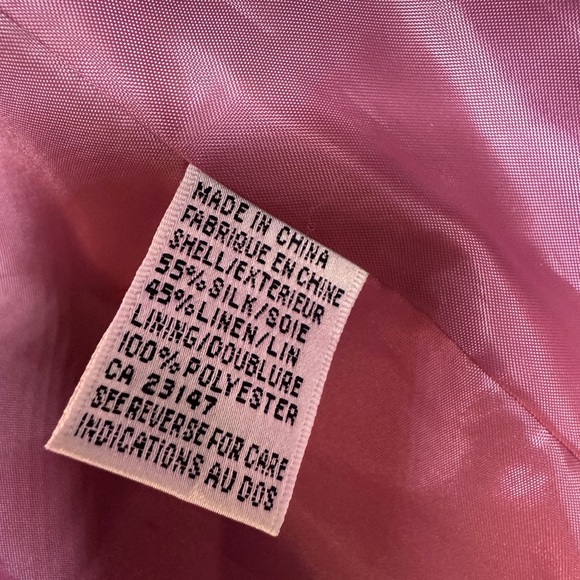 MADE IN CHINA
FABRIQUE EN CHINE
SHELL/EXTERIEUR
55% SILK/SOIE
45% LINEN/LIN
LINING/DOUBLURE
100% POLYESTER
CA 23147
SEE REVERSE FOR CARE
INDICATIONS AU DOS